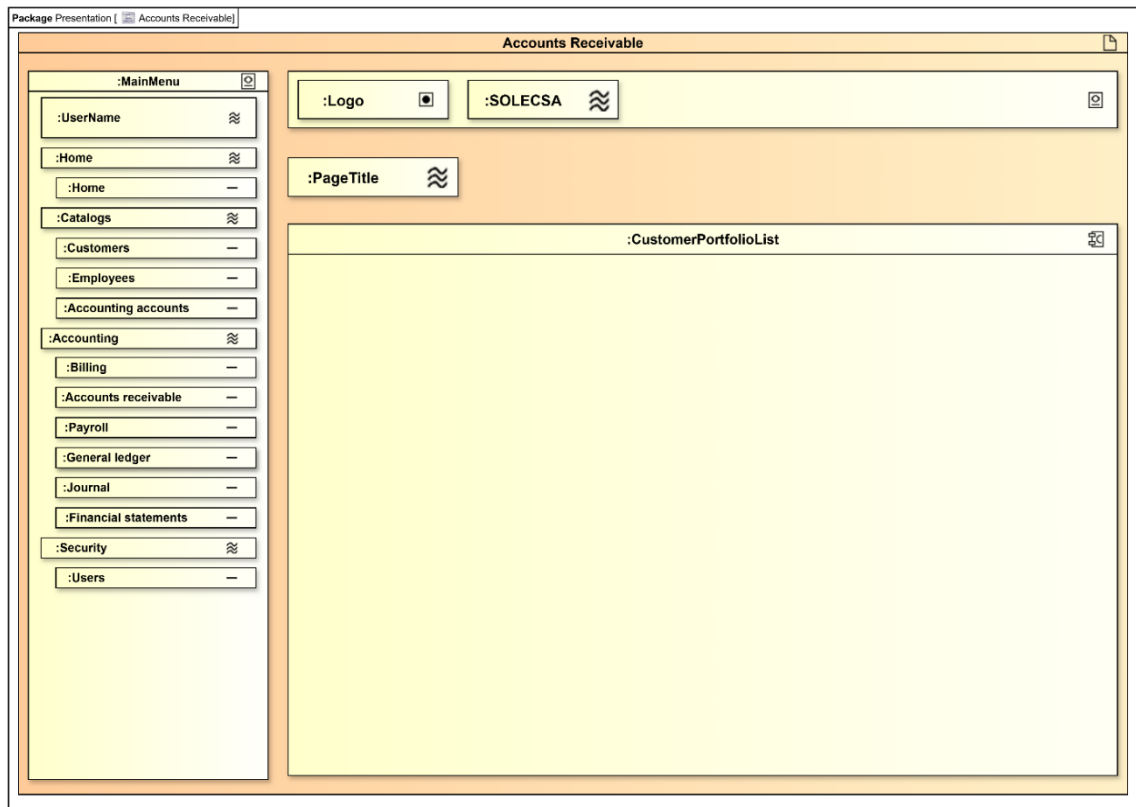 Package Presentation [ Accounts Receivable]
Accounts Receivable
:MainMenu
:UserName
:Home
:Home
:Catalogs
:Customers
:Employees
:Accounting accounts
:Accounting
:Billing
:Accounts receivable
:Payroll
:General ledger
:Journal
:Financial statements
:Security
:Users
:Logo
:SOLECSA
:PageTitle
:CustomerPortfolioList